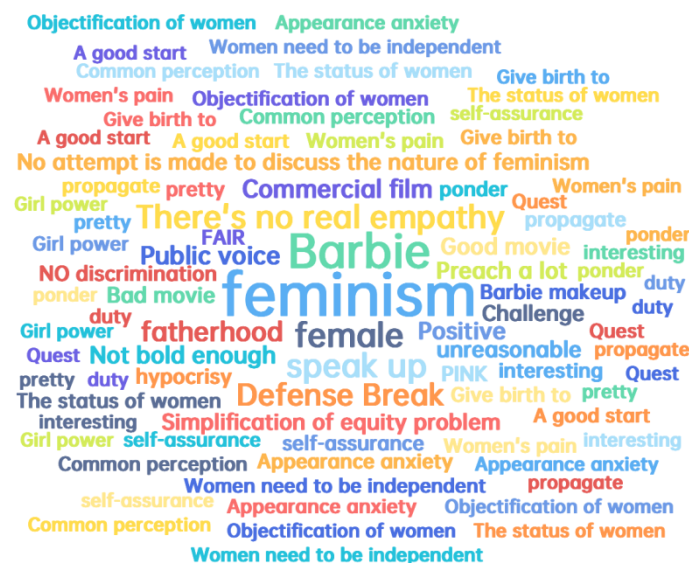 Objectification of women Appearance anxiety
A good start Women need to be independent
Common perception The status of women Give birth to
Women's pain Objectification of women The status of women
Give birth to Common perception self-assurance
A good start A good start Women's pain Give birth to
No attempt is made to discuss the nature of feminism
propagate pretty Commercial film ponder Women's pain
Girl power There's no real empathy Quest
pretty propagate
Girl power FAIR Barbie Good movie ponder
Public voice interesting
NO discrimination Preach a lot ponder
ponder Bad movie feminism Barbie makeup duty
duty Challenge duty
Girl power fatherhood female Positive Quest
Quest Not bold enough unreasonable propagate
pretty duty hypocrisy speak up PINK interesting Quest
The status of women Defense Break Give birth to pretty
interesting Simplification of equity problem A good start
Girl power self-assurance self-assurance Women's pain interesting
Common perception Appearance anxiety Appearance anxiety
Women need to be independent propagate
self-assurance Appearance anxiety Objectification of women
Common perception Objectification of women The status of women
Women need to be independent